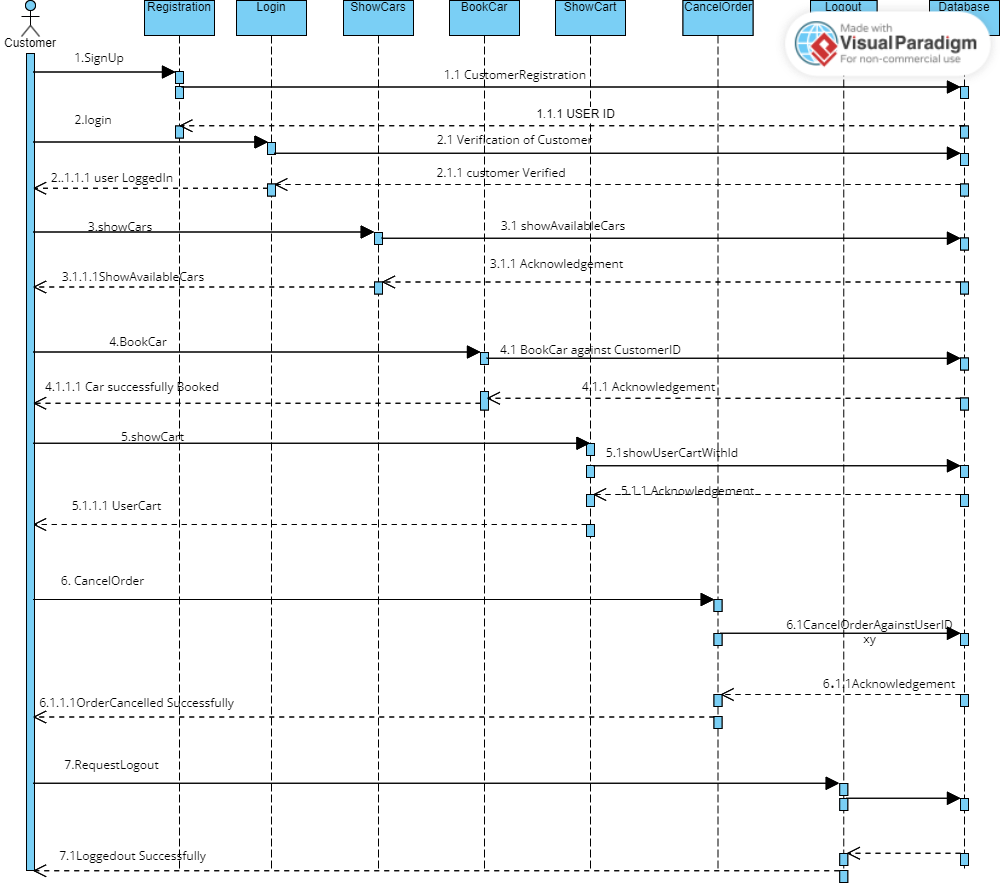 Registration
Login
ShowCars
BookCar
ShowCart
CancelOrder
Logout
Database
Made with
Visual Paradigm
For non-commercial use
Customer
1.SignUp
1.1 CustomerRegistration
1.1.1 USER ID
2.login
2.1 Verification of Customer
2.1.1 customer Verified
2..1.1.1 user LoggedIn
3.showCars
3.1 showAvailableCars
3.1.1 Acknowledgement
3.1.1.1ShowAvailableCars
4.BookCar
4.1 BookCar against CustomerID
4.1.1.1 Car successfully Booked
4.1.1 Acknowledgement
5.showCart
5.1showUserCartWithId
5.1.1 Acknowledgement
5.1.1.1 UserCart
6. CancelOrder
6.1CancelOrderAgainstUserID
xy
6.1.1Acknowledgement
6.1.1.1OrderCancelled Successfully
7.RequestLogout
7.1Loggedout Successfully